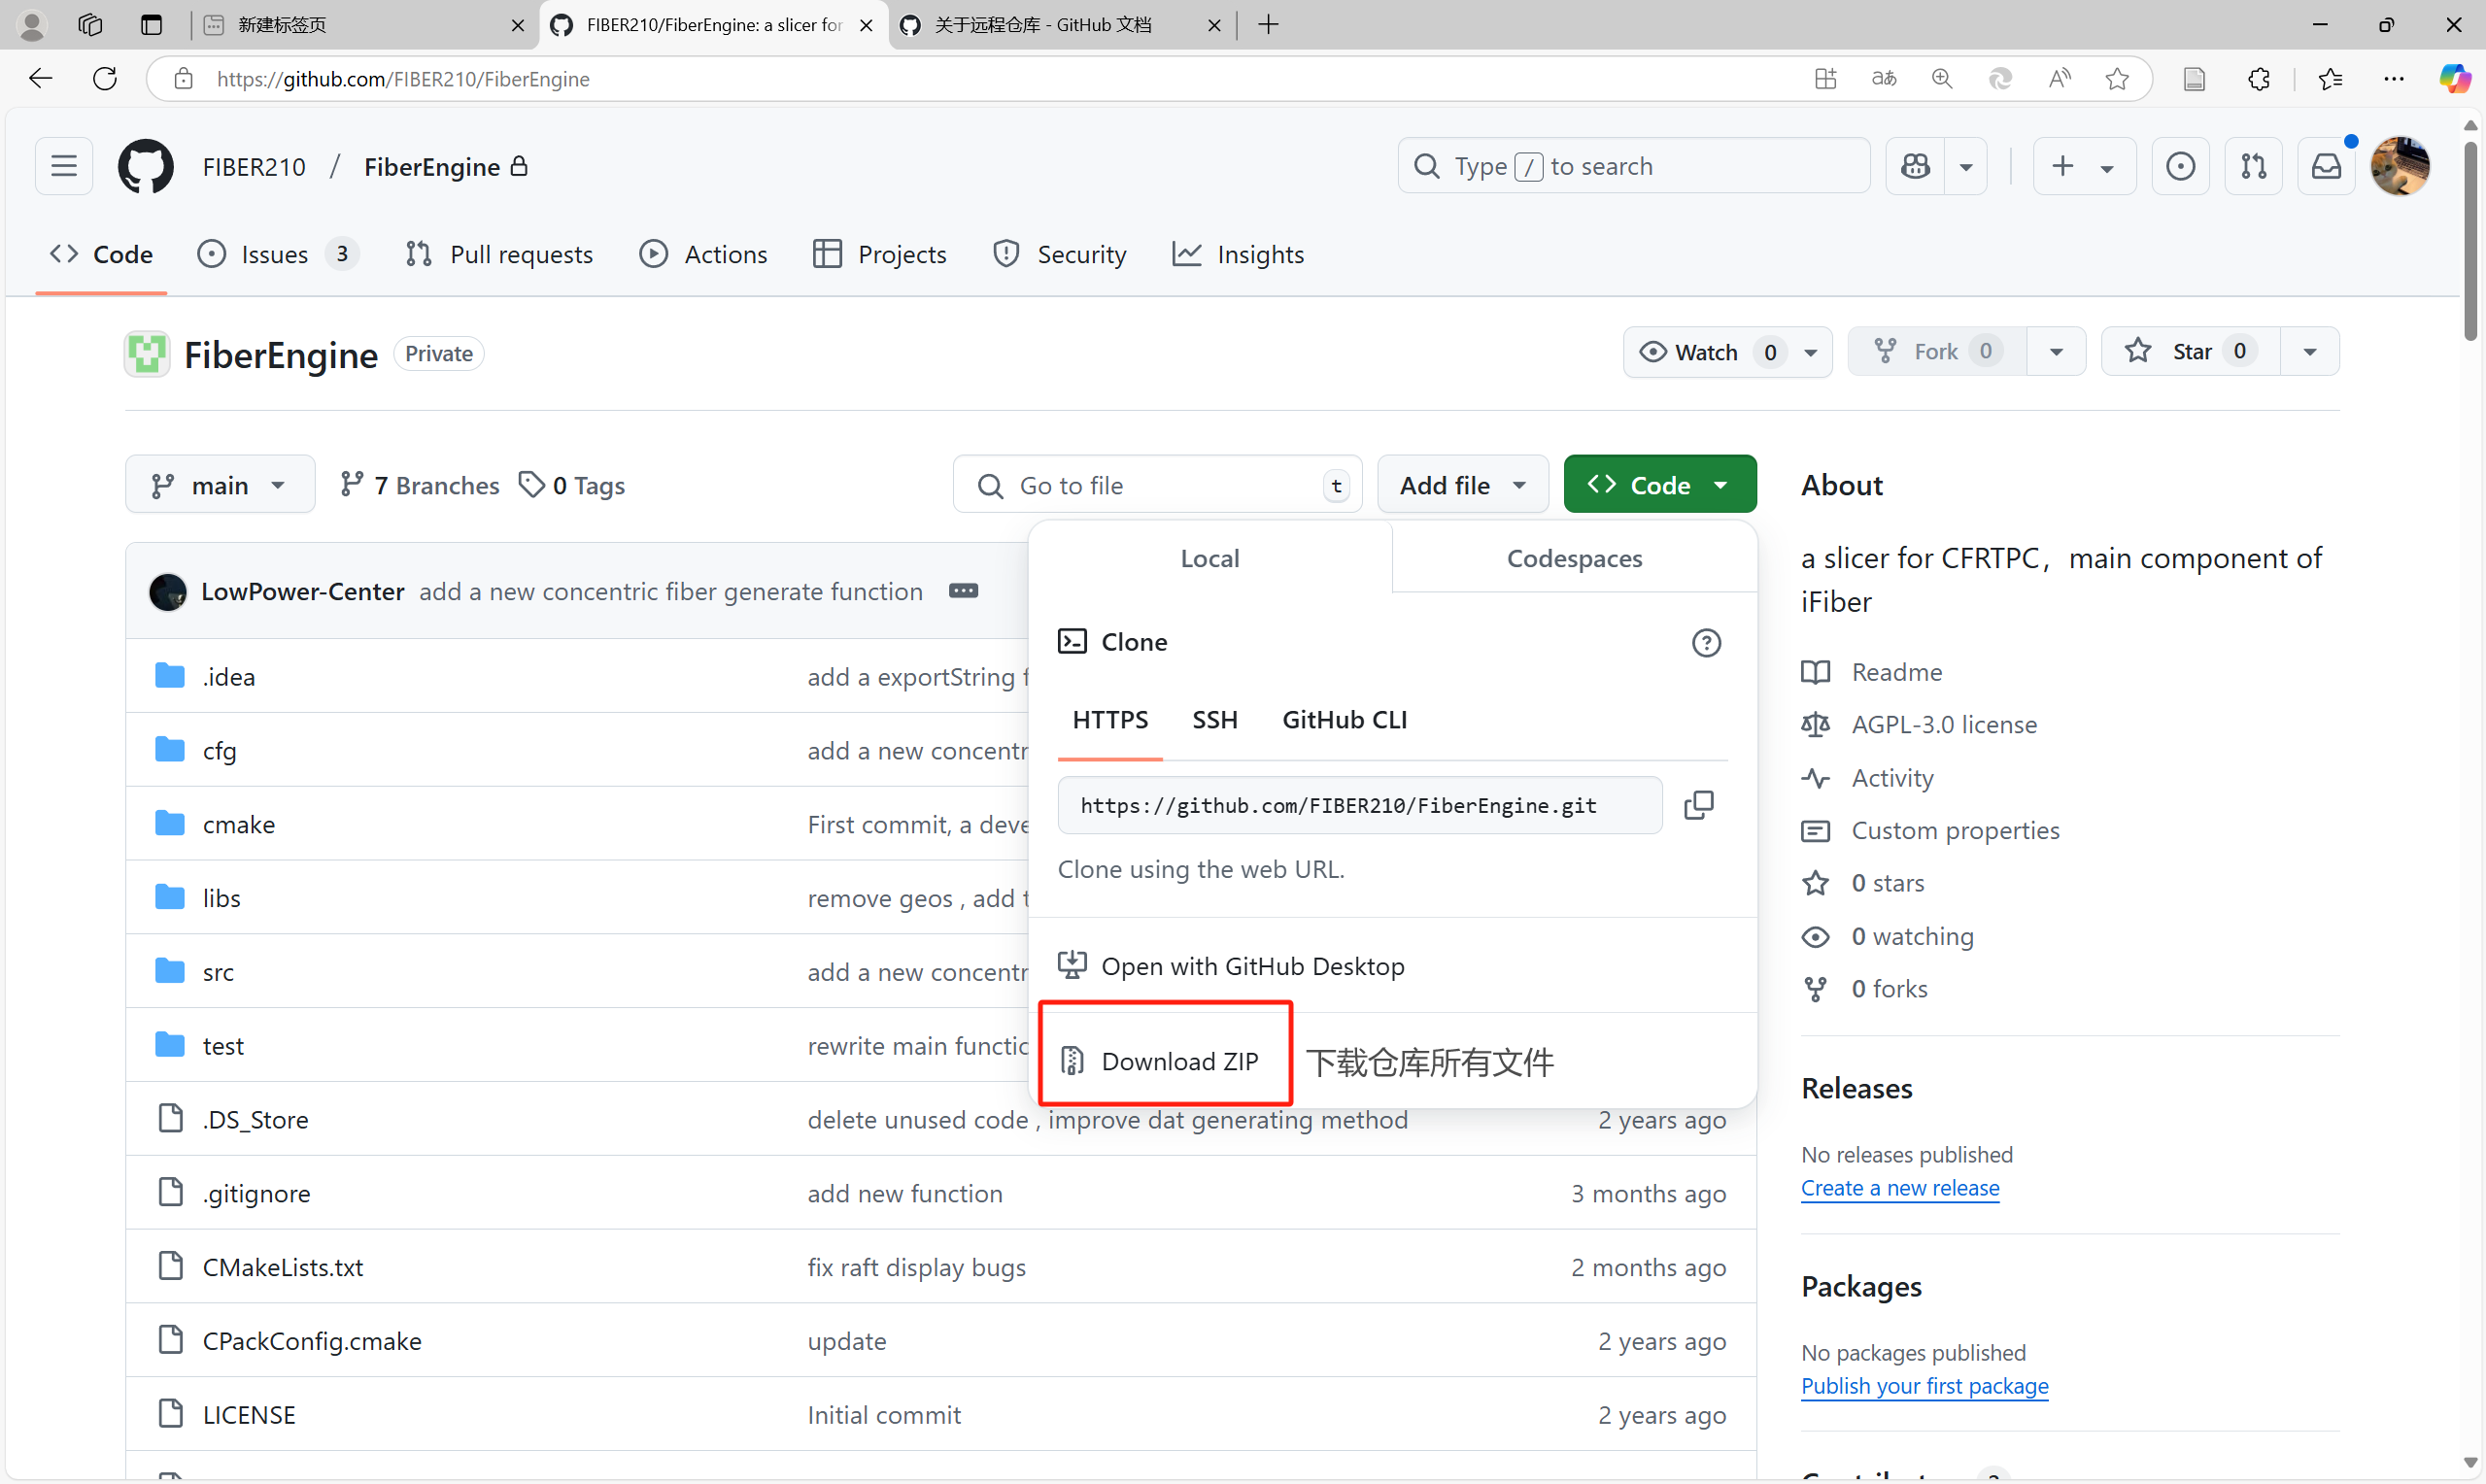 新建标签页
FIBER210/FiberEngine: a slicer for
关于远程仓库 - GitHub 文档
https://github.com/FIBER210/FiberEngine
FIBER210 / FiberEngine
Type / to search
Code
Issues 3
Pull requests
Actions
Projects
Security
Insights
FiberEngine Private
Watch 0
Fork 0
Star 0
main
7 Branches
0 Tags
Go to file t
Add file
Code
LowPower-Center add a new concentric fiber generate function
.idea add a exportString
cfg add a new concentr
cmake First commit, a deve
libs remove geos , add
src add a new concentr
test rewrite main functio
.DS_Store delete unused code , improve dat generating method 2 years ago
.gitignore add new function 3 months ago
CMakeLists.txt fix raft display bugs 2 months ago
CPackConfig.cmake update 2 years ago
LICENSE Initial commit 2 years ago
Local
Codespaces
Clone
HTTPS SSH GitHub CLI
https://github.com/FIBER210/FiberEngine.git
Clone using the web URL.
Open with GitHub Desktop
Download ZIP 下载仓库所有文件
About
a slicer for CFRTPC，main component of
iFiber
Readme
AGPL-3.0 license
Activity
Custom properties
0 stars
0 watching
0 forks
Releases
No releases published
Create a new release
Packages
No packages published
Publish your first package